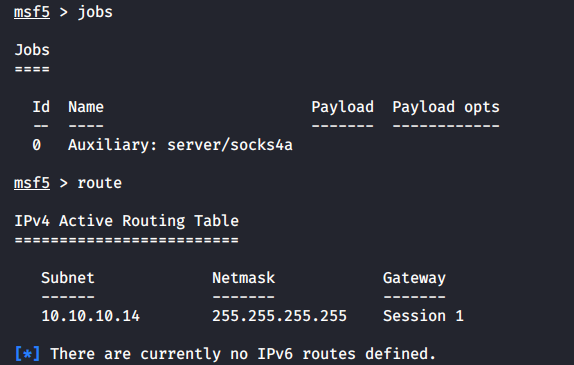 msf5 > jobs
Jobs
====
Id  Name                          Payload  Payload opts
--  ----                          -------  ------------
0   Auxiliary: server/socks4a
msf5 > route
IPv4 Active Routing Table
=========================
Subnet             Netmask            Gateway
------             -------            -------
10.10.10.14        255.255.255.255    Session 1
[*] There are currently no IPv6 routes defined.